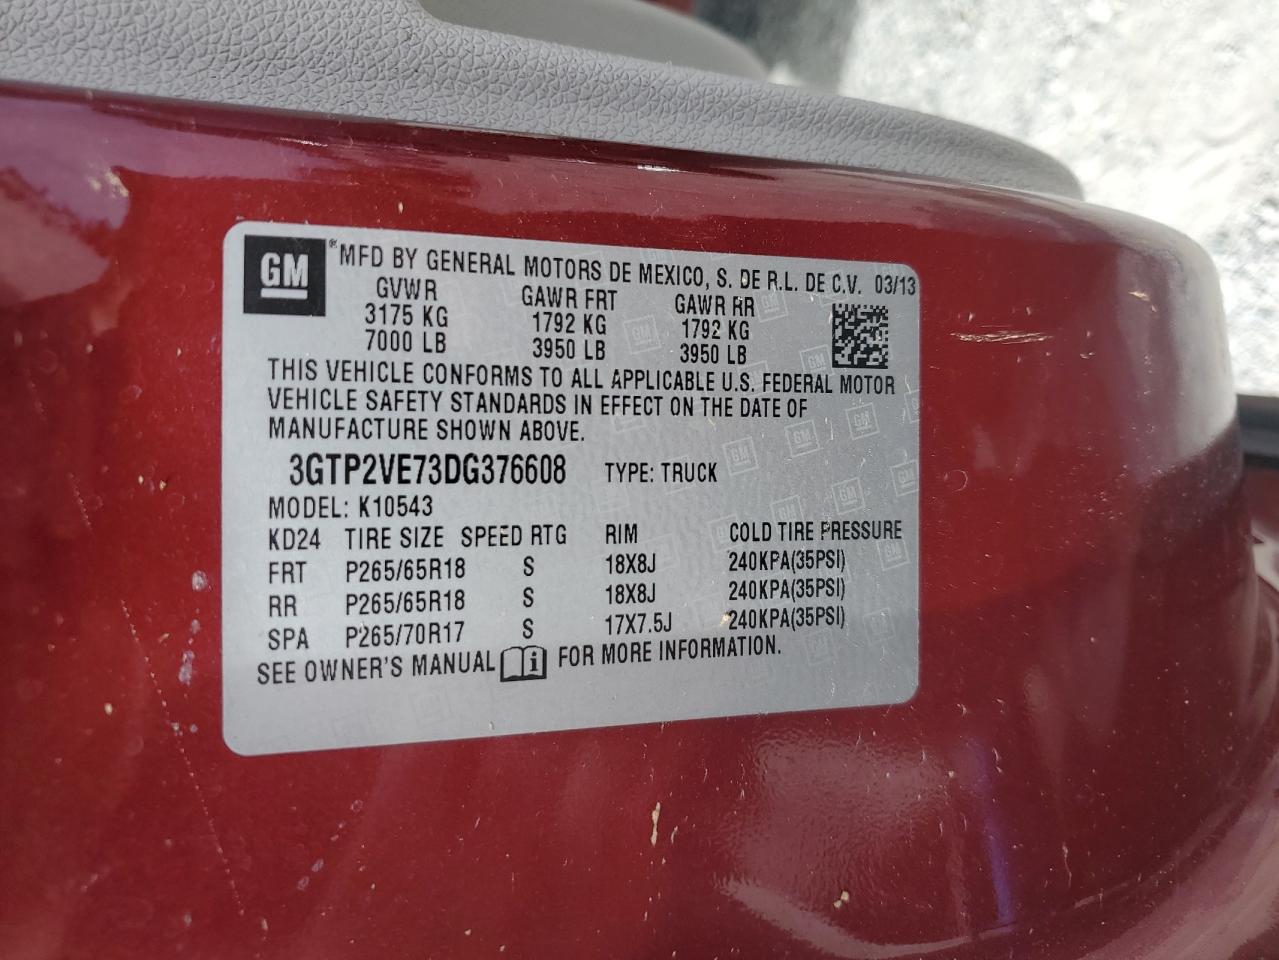 GM ® MFD BY GENERAL MOTORS DE MEXICO, S. DE R.L. DE C.V. 03/13
GVWR GAWR FRT GAWR RR
3175 KG 1792 KG 1792 KG
7000 LB 3950 LB 3950 LB
THIS VEHICLE CONFORMS TO ALL APPLICABLE U.S. FEDERAL MOTOR
VEHICLE SAFETY STANDARDS IN EFFECT ON THE DATE OF
MANUFACTURE SHOWN ABOVE.
3GTP2VE73DG376608 TYPE: TRUCK
MODEL: K10543
KD24 TIRE SIZE SPEED RTG RIM COLD TIRE PRESSURE
FRT P265/65R18 S 18X8J 240KPA(35PSI)
RR P265/65R18 S 18X8J 240KPA(35PSI)
SPA P265/70R17 S 17X7.5J 240KPA(35PSI)
SEE OWNER'S MANUAL i FOR MORE INFORMATION.